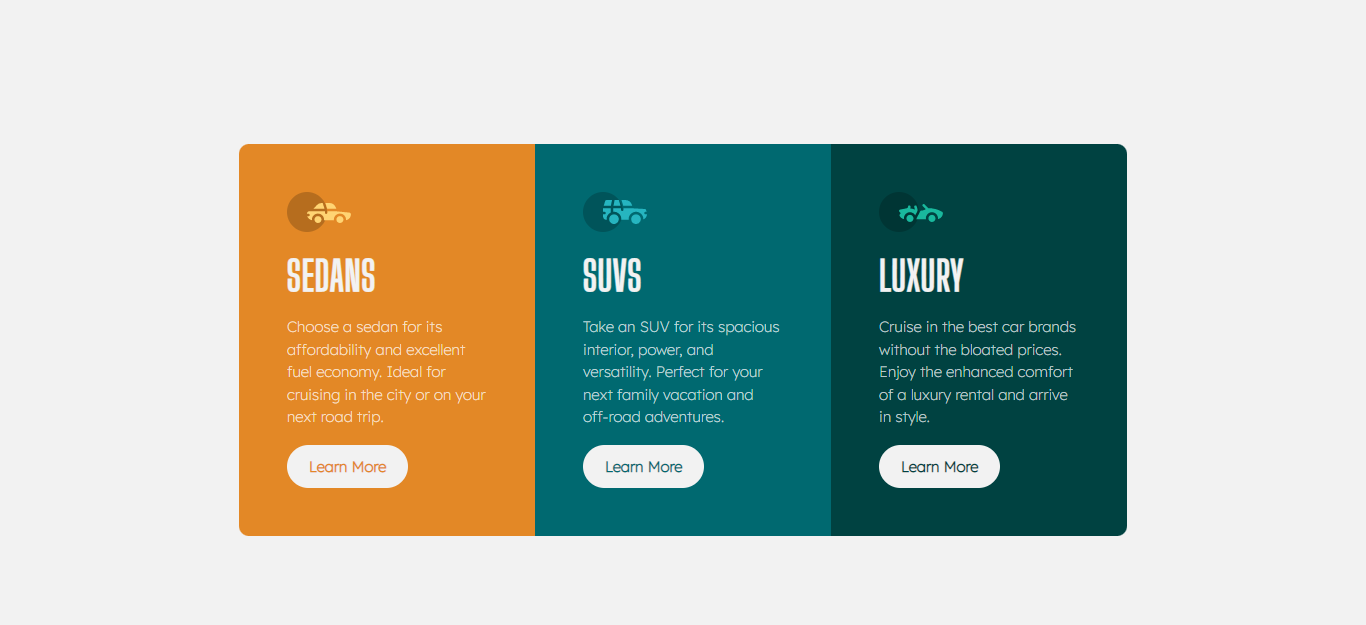 SEDANS
Choose a sedan for its
affordability and excellent
fuel economy. Ideal for
cruising in the city or on your
next road trip.
Learn More
SUVS
Take an SUV for its spacious
interior, power, and
versatility. Perfect for your
next family vacation and
off-road adventures.
Learn More
LUXURY
Cruise in the best car brands
without the bloated prices.
Enjoy the enhanced comfort
of a luxury rental and arrive
in style.
Learn More